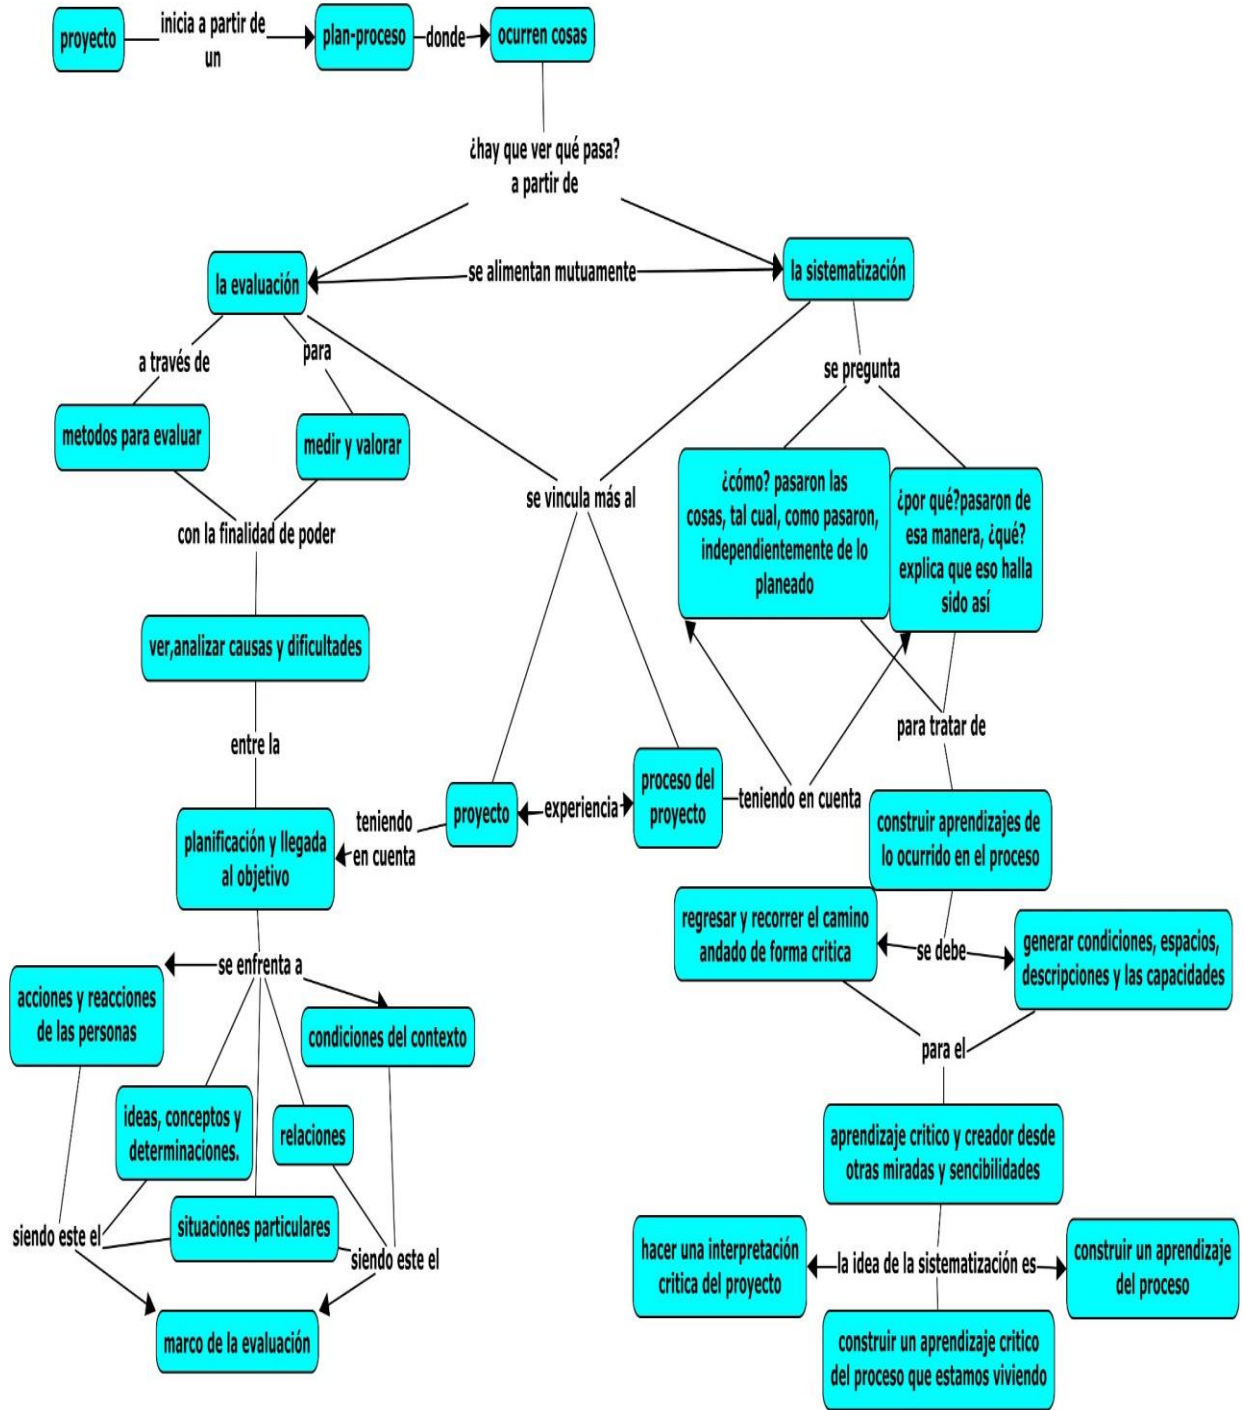 proyecto
inicia a partir de
un
plan-proceso
donde
ocurren cosas
¿hay que ver qué pasa?
a partir de
la evaluación
se alimentan mutuamente
la sistematización
a través de
para
se pregunta
metodos para evaluar
medir y valorar
se vincula más al
¿cómo? pasaron las
cosas, tal cual, como pasaron,
independientemente de lo
planeado
¿por qué?pasaron de
esa manera, ¿qué?
explica que eso halla
sido así
con la finalidad de poder
ver,analizar causas y dificultades
entre la
para tratar de
planificación y llegada
al objetivo
teniendo
en cuenta
proyecto
experiencia
proceso del
proyecto
teniendo en cuenta
construir aprendizajes de
lo ocurrido en el proceso
regresar y recorrer el camino
andado de forma critica
se debe
generar condiciones, espacios,
descripciones y las capacidades
se enfrenta a
acciones y reacciones
de las personas
condiciones del contexto
para el
ideas, conceptos y
determinaciones.
relaciones
situaciones particulares
siendo este el
siendo este el
marco de la evaluación
aprendizaje critico y creador desde
otras miradas y sencibilidades
hacer una interpretación
critica del proyecto
la idea de la sistematización es
construir un aprendizaje
del proceso
construir un aprendizaje critico
del proceso que estamos viviendo